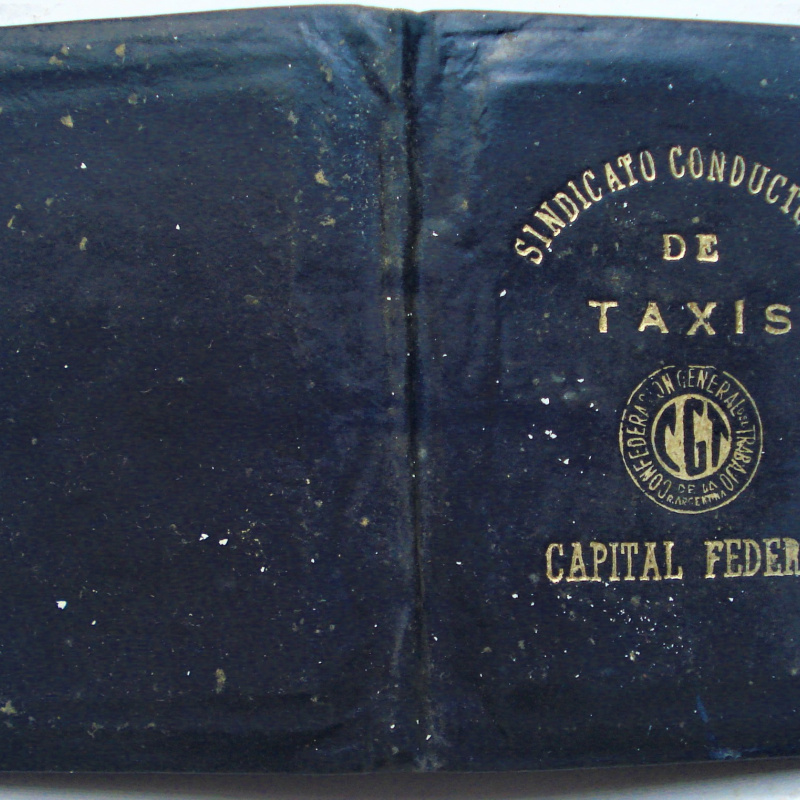 SINDICATO CONDUCTO
DE
TAXIS
CONFEDERACION GENERAL DEL TRABAJO
CGT
DE LA
R. ARGENTINA
CAPITAL FEDER